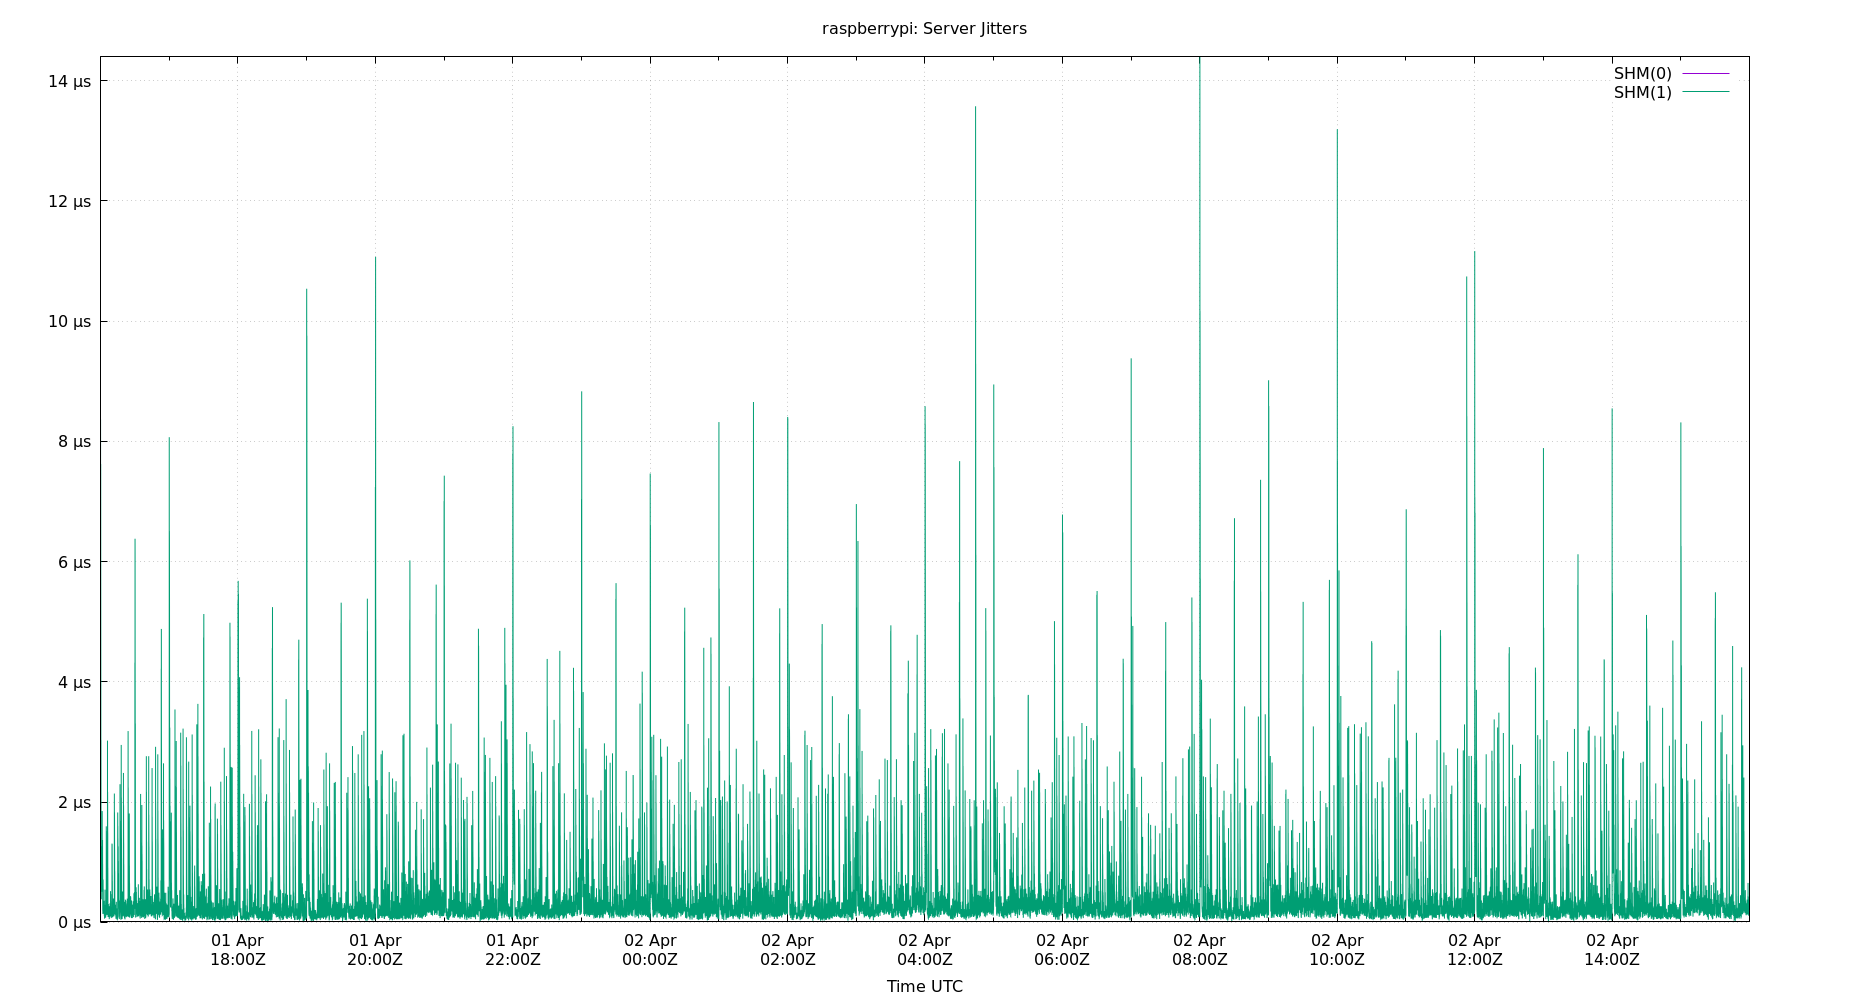 raspberrypi: Server Jitters
SHM(0)
SHM(1)
14 µs
12 µs
10 µs
8 µs
6 µs
4 µs
2 µs
0 µs
01 Apr 01 Apr 01 Apr 02 Apr 02 Apr 02 Apr 02 Apr 02 Apr 02 Apr 02 Apr 02 Apr
18:00Z 20:00Z 22:00Z 00:00Z 02:00Z 04:00Z 06:00Z 08:00Z 10:00Z 12:00Z 14:00Z
Time UTC